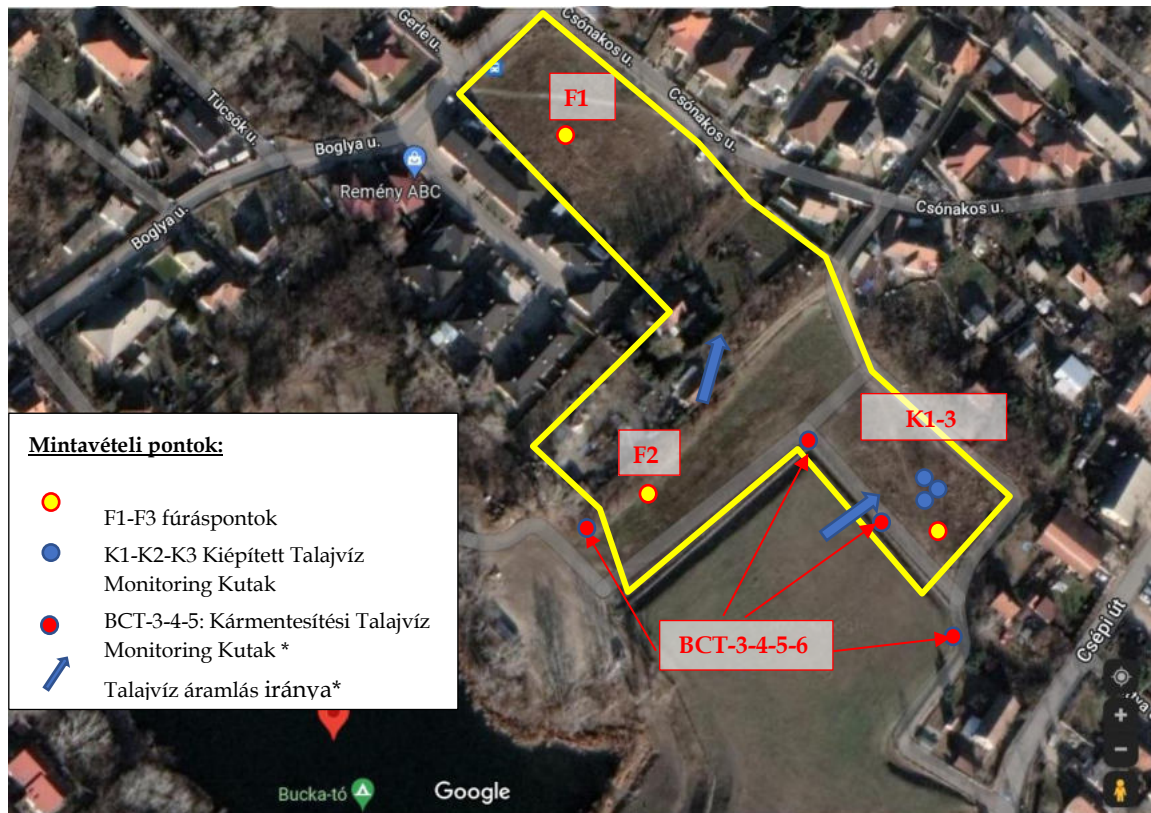 Gerle u.
Csónakos u.
F1
Csónakos u.
Tücsök u.
Boglya u.
Remény ABC
Csónakos u.
Boglya u.
K1-3
Mintavételi pontok:
F2
F1-F3 fúráspontok
K1-K2-K3 Kiépített Talajvíz
Monitoring Kutak
BCT-3-4-5: Kármentesítési Talajvíz
Monitoring Kutak *
Talajvíz áramlás iránya*
BCT-3-4-5-6
Csépi út
Bucka-tó
Google